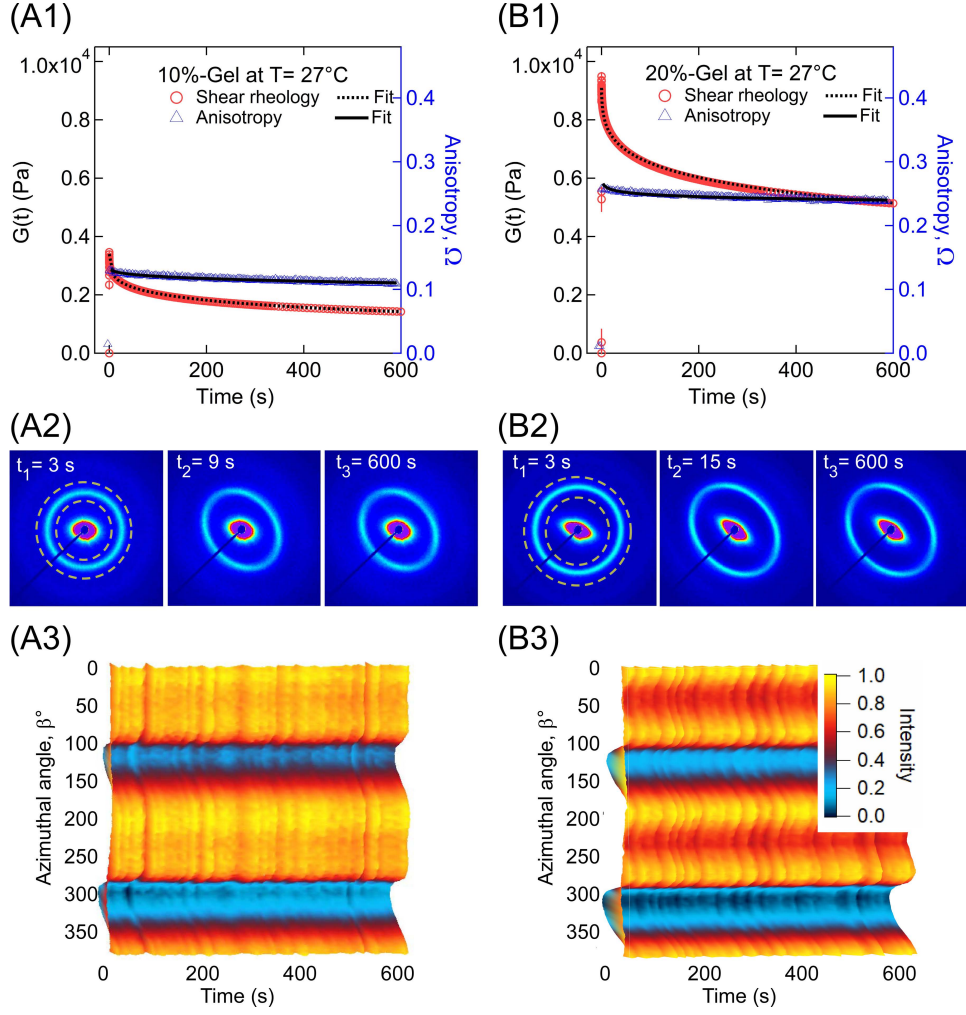 (A1)
1.0x10⁴
0.8
0.6
0.4
0.2
0.0
G(t) (Pa)
10%-Gel at T= 27°C
Shear rheology
Fit
Anisotropy
Fit
0.4
0.3
0.2
0.1
0.0
Anisotropy, Ω
0
200
400
600
Time (s)
(B1)
1.0x10⁴
0.8
0.6
0.4
0.2
0.0
G(t) (Pa)
20%-Gel at T= 27°C
Shear rheology
Fit
Anisotropy
Fit
0.4
0.3
0.2
0.1
0.0
Anisotropy, Ω
0
200
400
600
Time (s)
(A2)
t₁= 3 s
t₂= 9 s
t₃= 600 s
(B2)
t₁= 3 s
t₂= 15 s
t₃= 600 s
(A3)
0
50
100
150
200
250
300
350
Azimuthal angle, β°
0
200
400
600
Time (s)
(B3)
0
50
100
150
200
250
300
350
Azimuthal angle, β°
1.0
0.8
0.6
0.4
0.2
0.0
Intensity
0
200
400
600
Time (s)